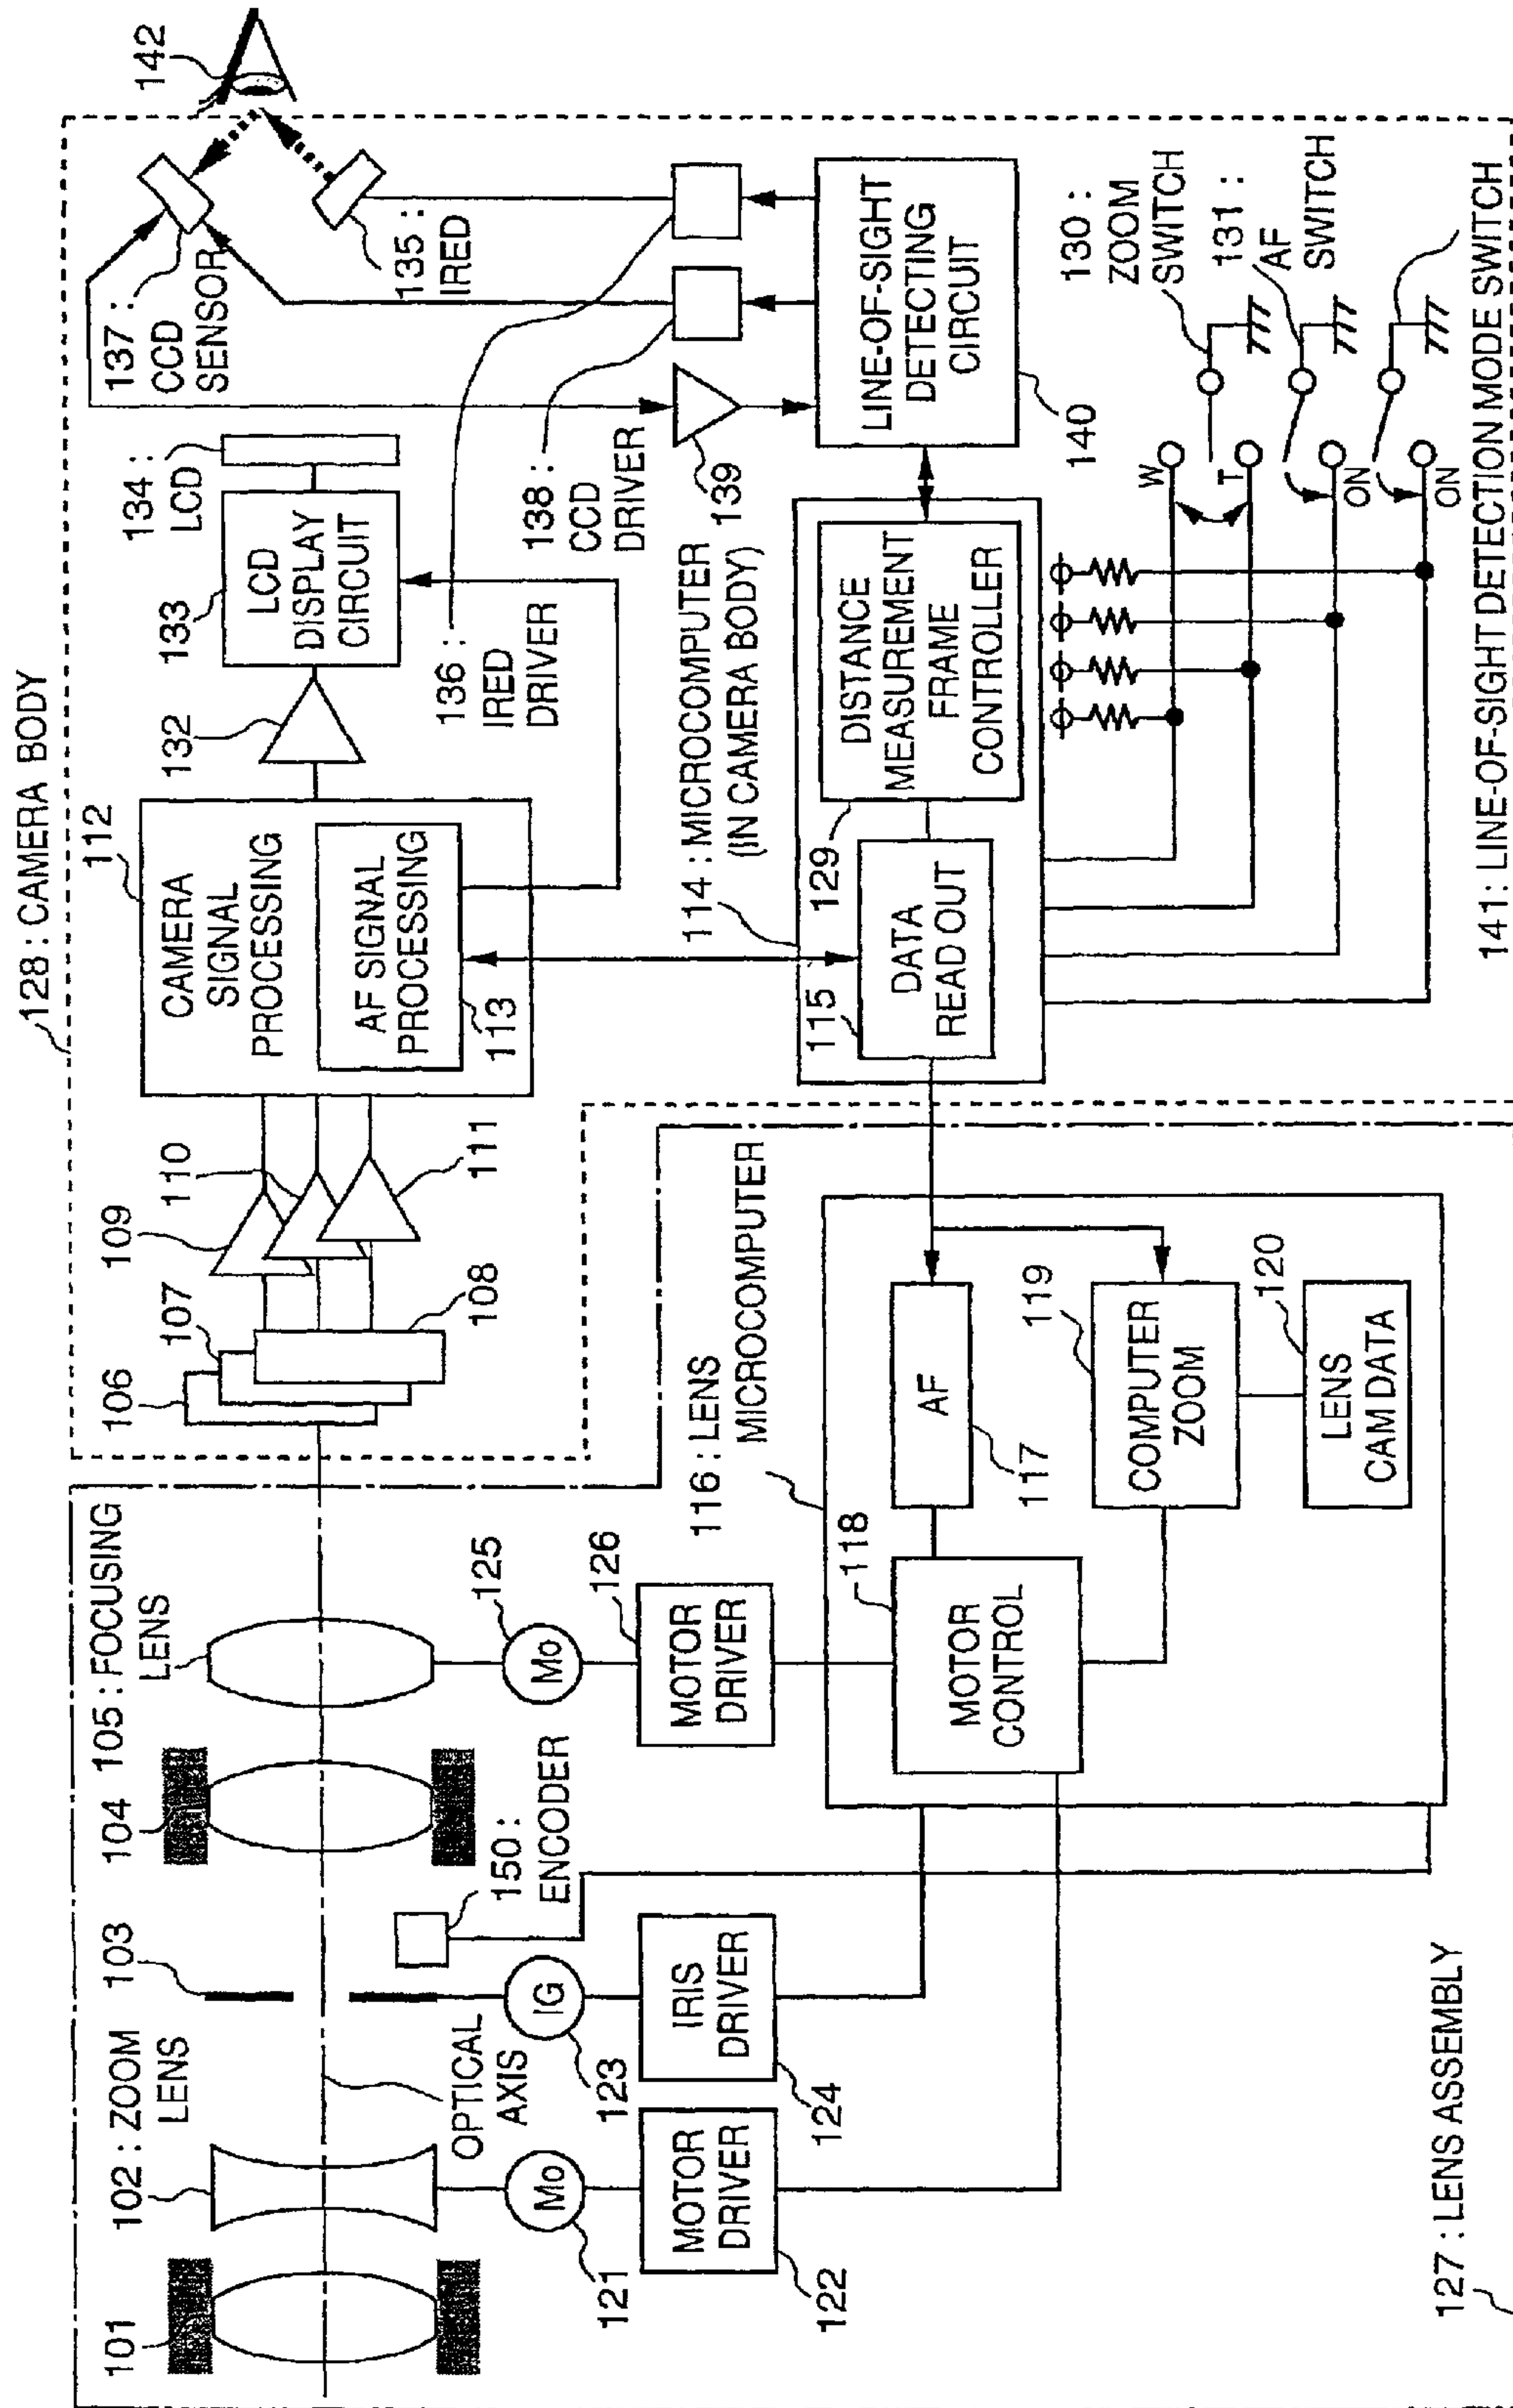 128 : CAMERA BODY
101
102 : ZOOM
LENS
103
104
105 : FOCUSING
LENS
106
107
108
109
110
111
112
CAMERA
SIGNAL
PROCESSING
AF SIGNAL
PROCESSING
113
132
133
LCD
DISPLAY
CIRCUIT
134 :
LCD
137 :
CCD
SENSOR
142
135 :
IRED
136 :
IRED
DRIVER
138 :
CCD
DRIVER
139
OPTICAL
AXIS
150 :
ENCODER
Mo
121
IG
123
Mo
125
MOTOR
DRIVER
122
IRIS
DRIVER
124
MOTOR
DRIVER
126
116 : LENS
MICROCOMPUTER
118
MOTOR
CONTROL
AF
117
119
COMPUTER
ZOOM
120
LENS
CAM DATA
114 : MICROCOMPUTER
(IN CAMERA BODY)
115
DATA
READ OUT
129
DISTANCE
MEASUREMENT
FRAME
CONTROLLER
LINE-OF-SIGHT
DETECTING
CIRCUIT
140
130 :
ZOOM
SWITCH
W
T
131 :
AF
SWITCH
ON
ON
141 : LINE-OF-SIGHT DETECTION MODE SWITCH
127 : LENS ASSEMBLY